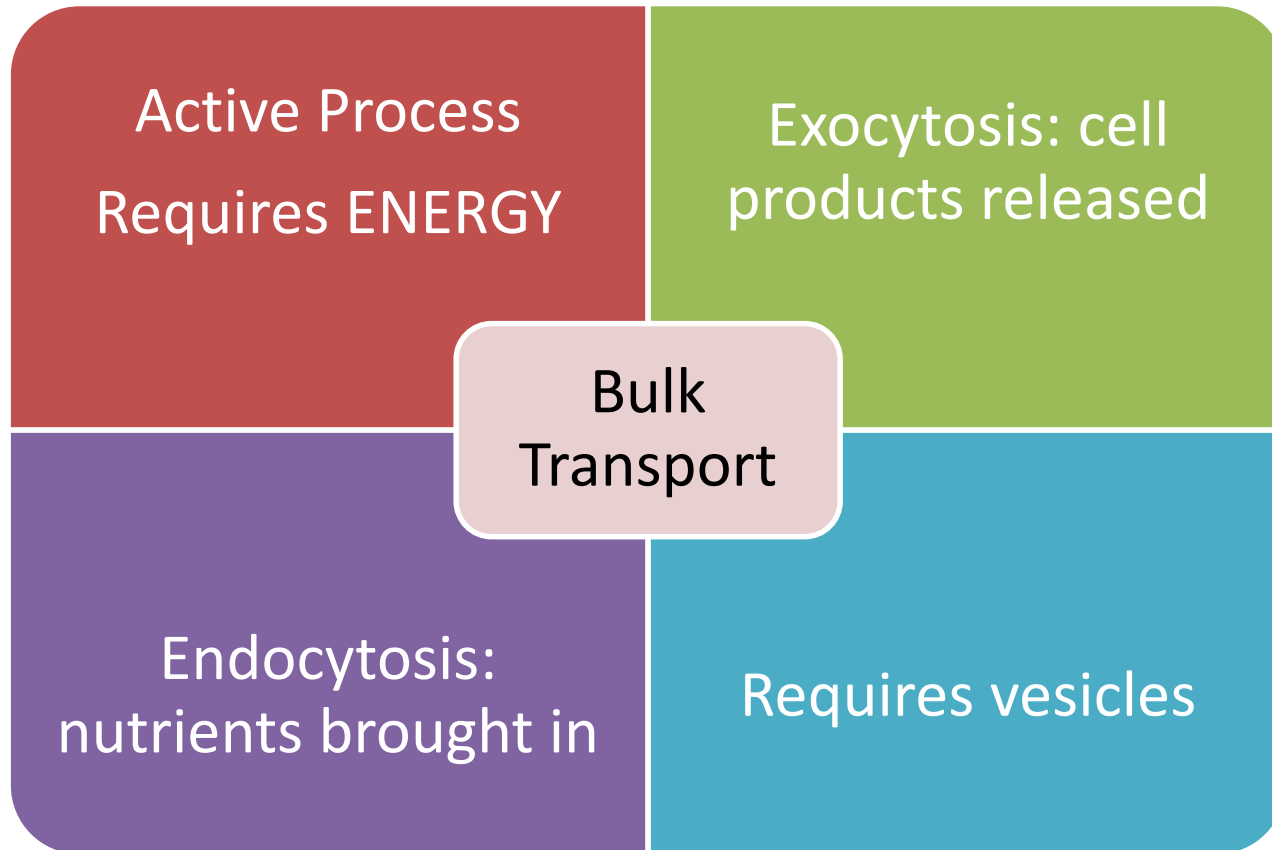 Active Process
Requires ENERGY
Exocytosis: cell
products released
Bulk
Transport
Endocytosis:
nutrients brought in
Requires vesicles